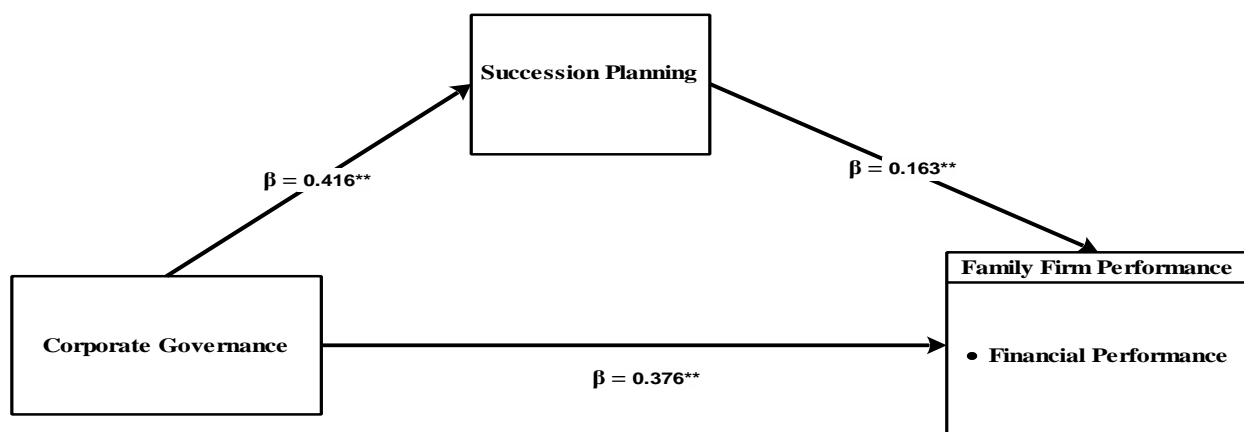 Succession Planning
β = 0.416**
β = 0.163**
Family Firm Performance
Corporate Governance
• Financial Performance
β = 0.376**